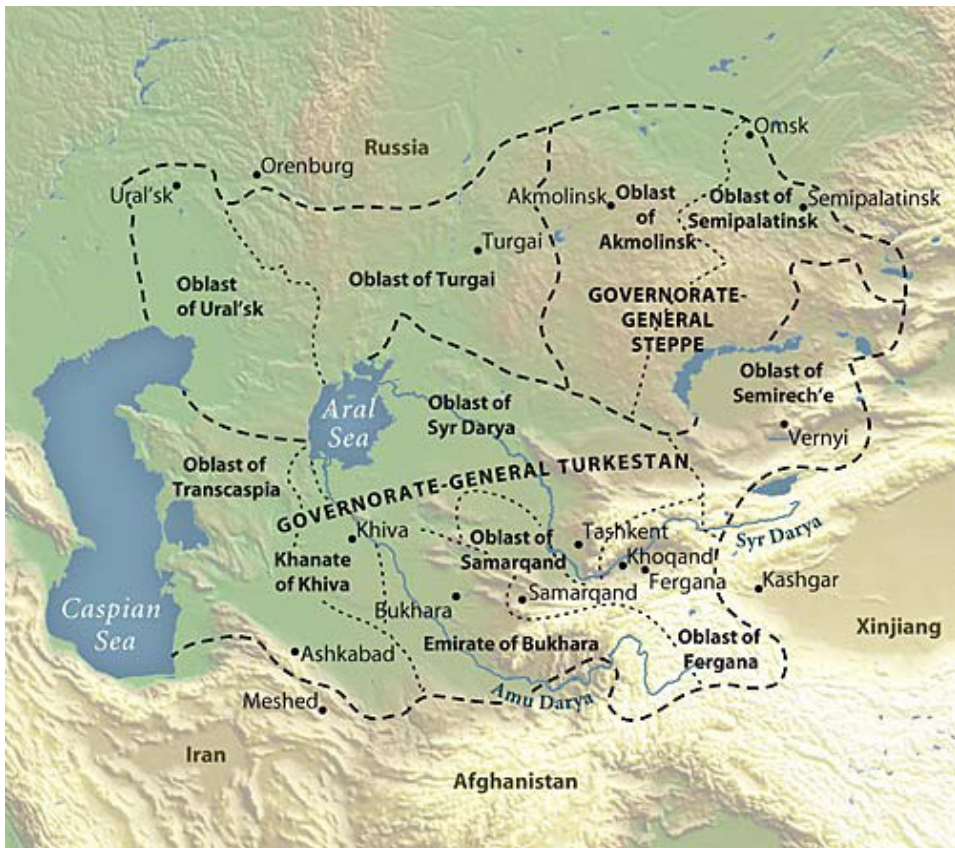 Omsk
Russia
Orenburg
Ural'sk
Akmolinsk
Oblast
of
Akmolinsk
Oblast of
Semipalatinsk
Semipalatinsk
Turgai
Oblast of Turgai
Oblast
of Ural'sk
GOVERNORATE-
GENERAL
STEPPE
Oblast of
Semirech'e
Vernyi
Aral
Sea
Oblast of
Syr Darya
Oblast of
Transcaspia
GOVERNORATE-GENERAL TURKESTAN
Khiva
Khanate
of Khiva
Oblast of
Samarqand
Tashkent
Syr Darya
Khoqand
Fergana
Kashgar
Samarqand
Bukhara
Caspian
Sea
Xinjiang
Emirate of Bukhara
Oblast of
Fergana
Ashkabad
Amu Darya
Meshed
Iran
Afghanistan